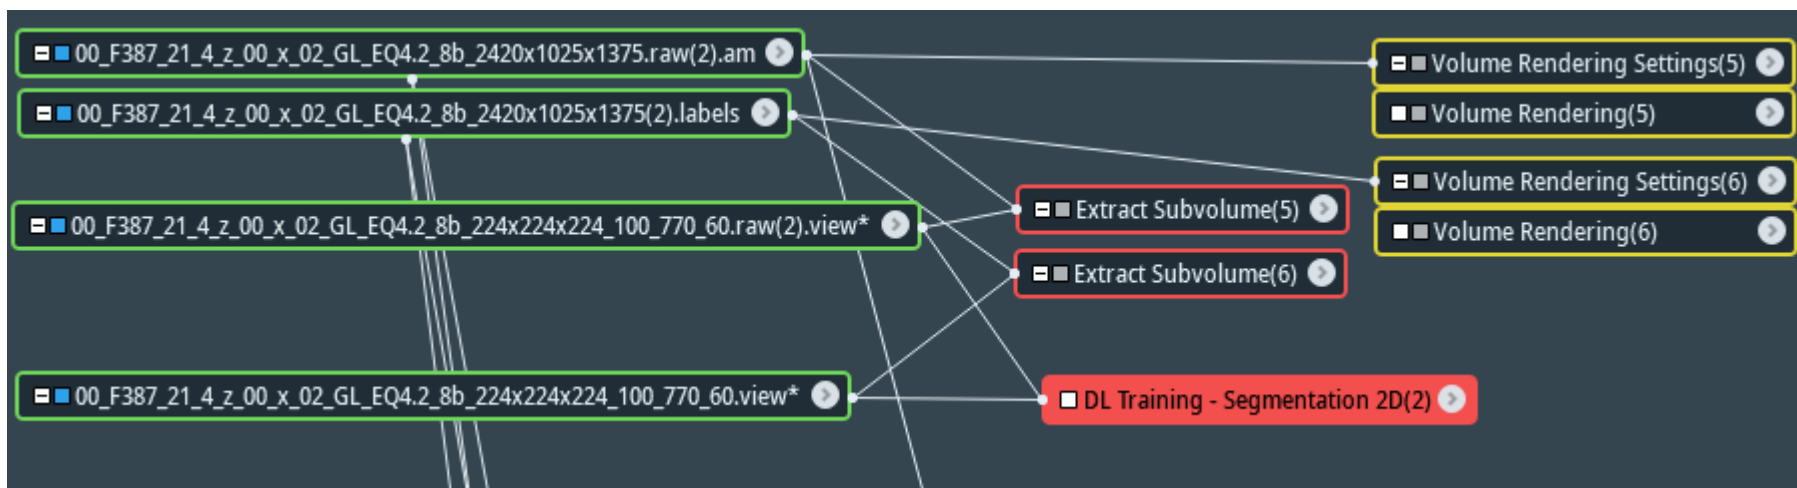 00_F387_21_4_z_00_x_02_GL_EQ4.2_8b_2420x1025x1375.raw(2).am
Volume Rendering Settings(5)
00_F387_21_4_z_00_x_02_GL_EQ4.2_8b_2420x1025x1375(2).labels
Volume Rendering(5)
Volume Rendering Settings(6)
Extract Subvolume(5)
00_F387_21_4_z_00_x_02_GL_EQ4.2_8b_224x224x224_100_770_60.raw(2).view*
Volume Rendering(6)
Extract Subvolume(6)
00_F387_21_4_z_00_x_02_GL_EQ4.2_8b_224x224x224_100_770_60.view*
DL Training - Segmentation 2D(2)